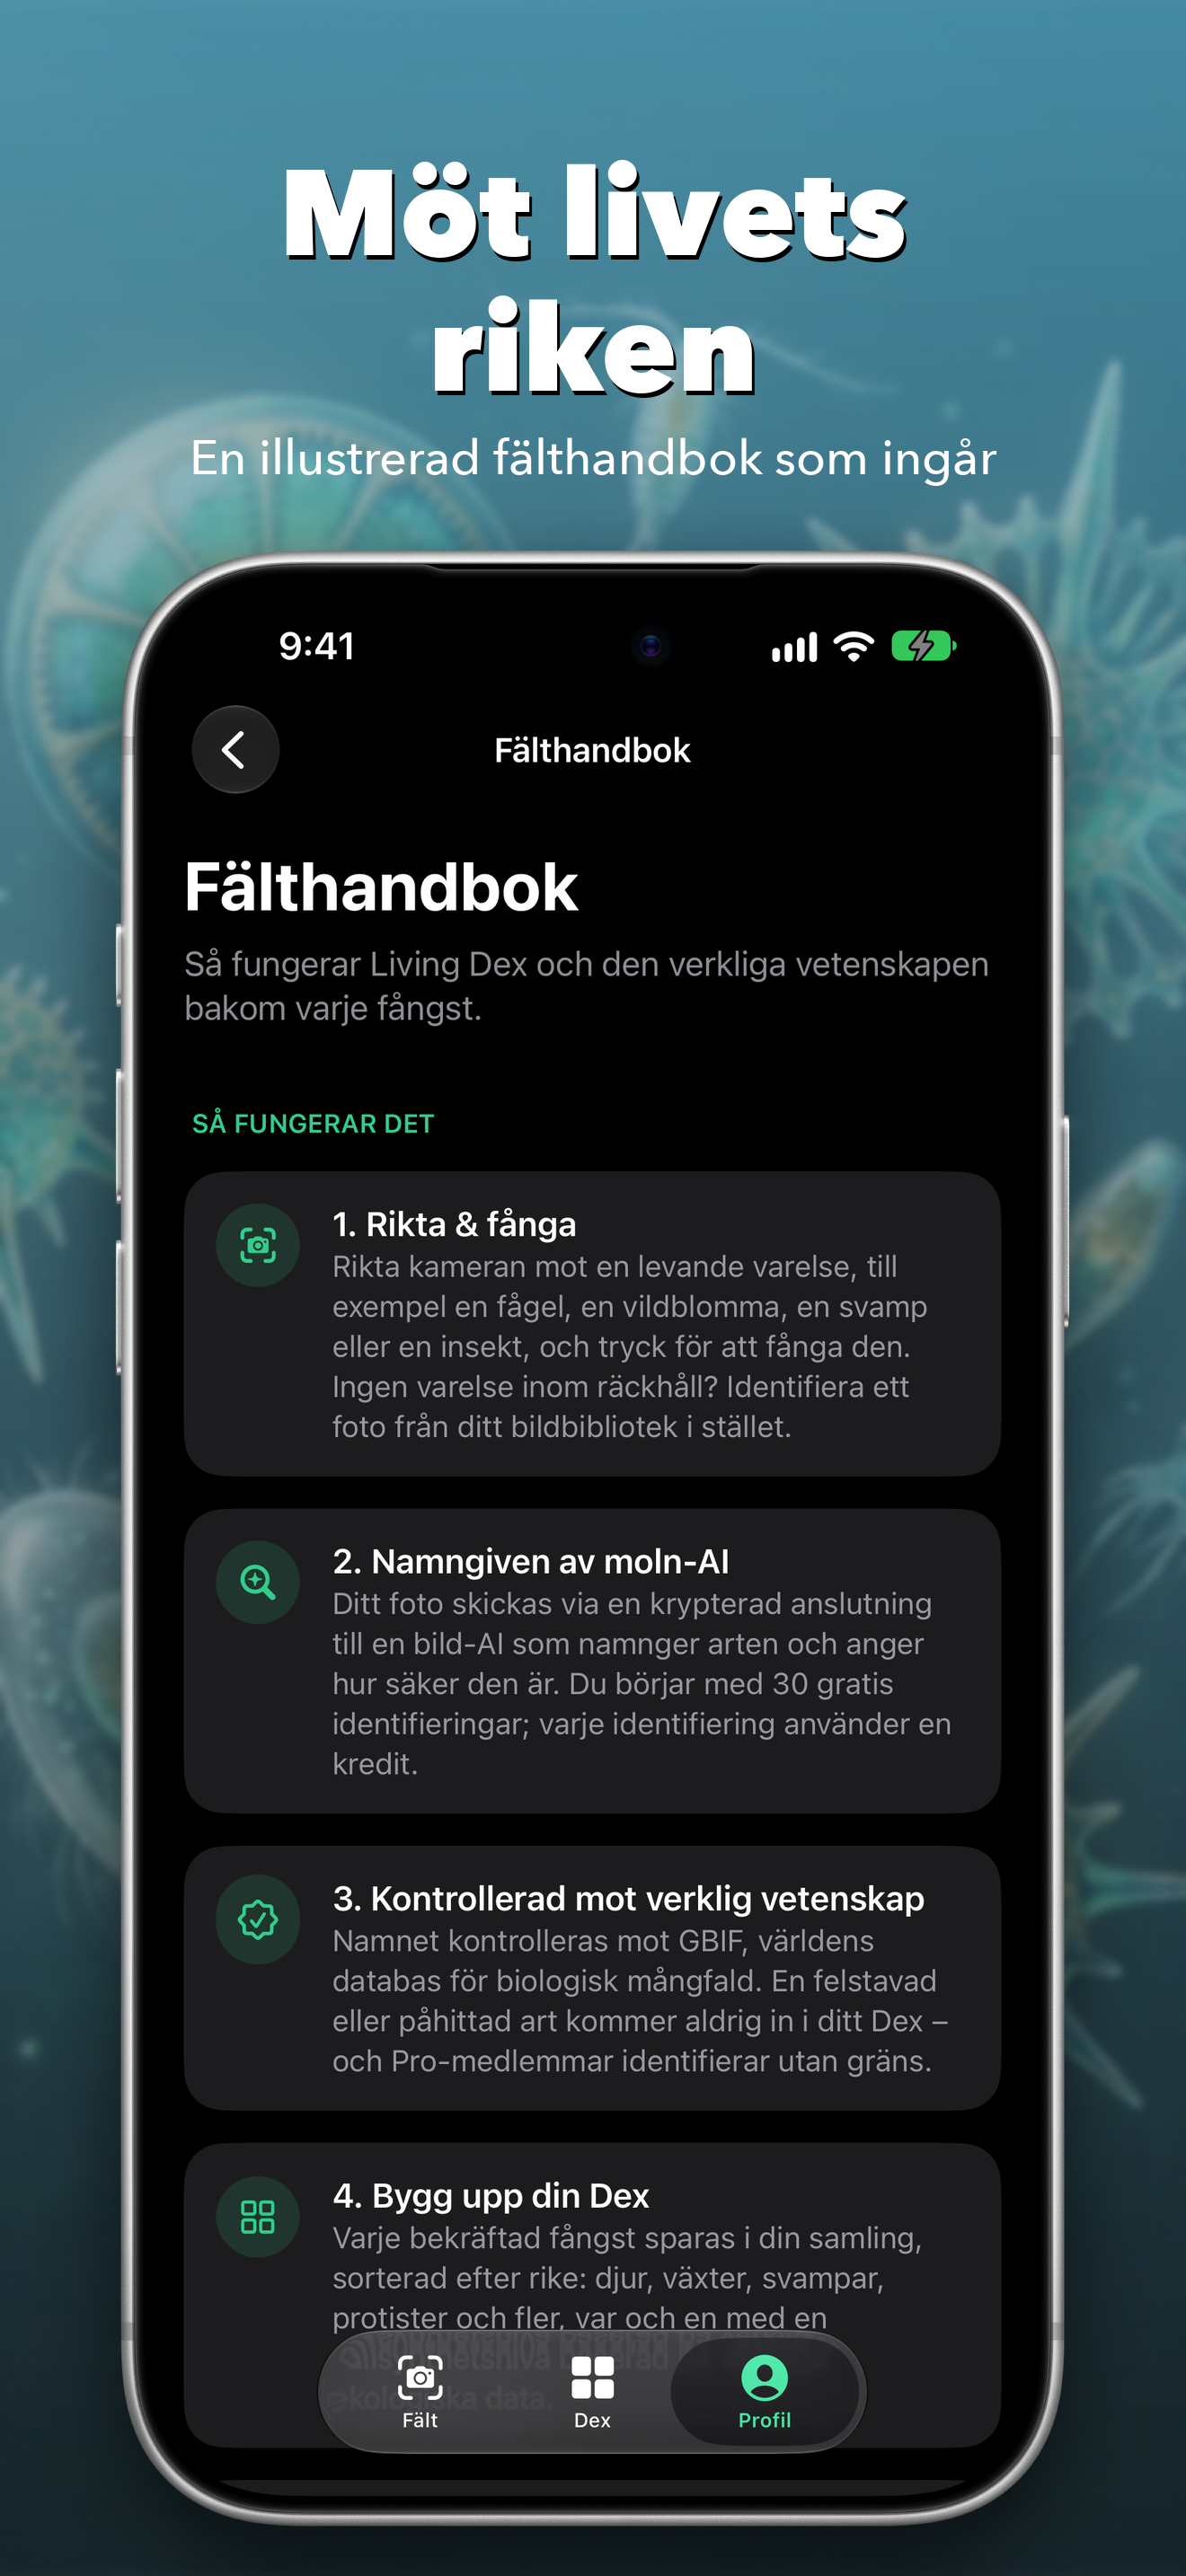 Möt livets
riken
En illustrerad fälthandbok som ingår
9:41
Fälthandbok
Fälthandbok
Så fungerar Living Dex och den verkliga vetenskapen
bakom varje fångst.
SÅ FUNGERAR DET
1. Rikta & fånga
Rikta kameran mot en levande varelse, till
exempel en fågel, en vildblomma, en svamp
eller en insekt, och tryck för att fånga den.
Ingen varelse inom räckhåll? Identifiera ett
foto från ditt bildbibliotek i stället.
2. Namngiven av moln-AI
Ditt foto skickas via en krypterad anslutning
till en bild-AI som namnger arten och anger
hur säker den är. Du börjar med 30 gratis
identifieringar; varje identifiering använder en
kredit.
3. Kontrollerad mot verklig vetenskap
Namnet kontrolleras mot GBIF, världens
databas för biologisk mångfald. En felstavad
eller påhittad art kommer aldrig in i ditt Dex –
och Pro-medlemmar identifierar utan gräns.
4. Bygg upp din Dex
Varje bekräftad fångst sparas i din samling,
sorterad efter rike: djur, växter, svampar,
protister och fler, var och en med en
data.
Fält
Dex
Profil